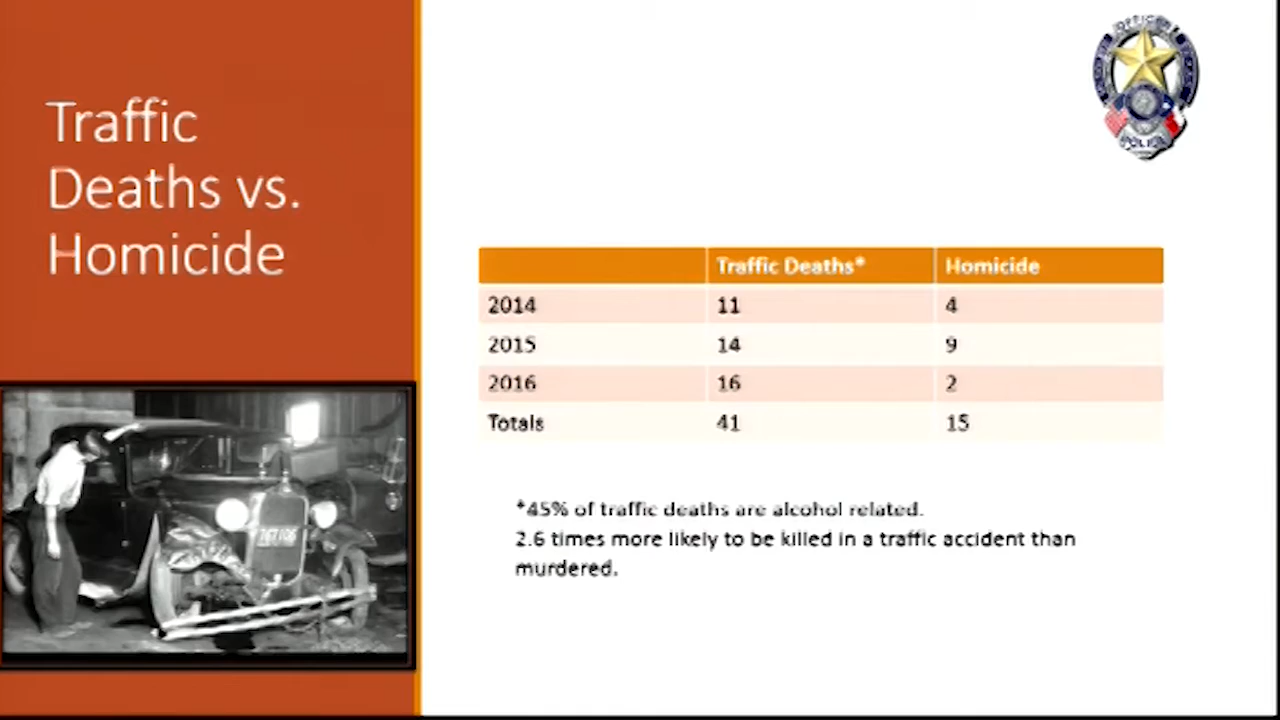 Traffic
Deaths vs.
Homicide
OFFICER
POLICE
Traffic Deaths* Homicide
2014 11 4
2015 14 9
2016 16 2
Totals 41 15
*45% of traffic deaths are alcohol related.
2.6 times more likely to be killed in a traffic accident than
murdered.